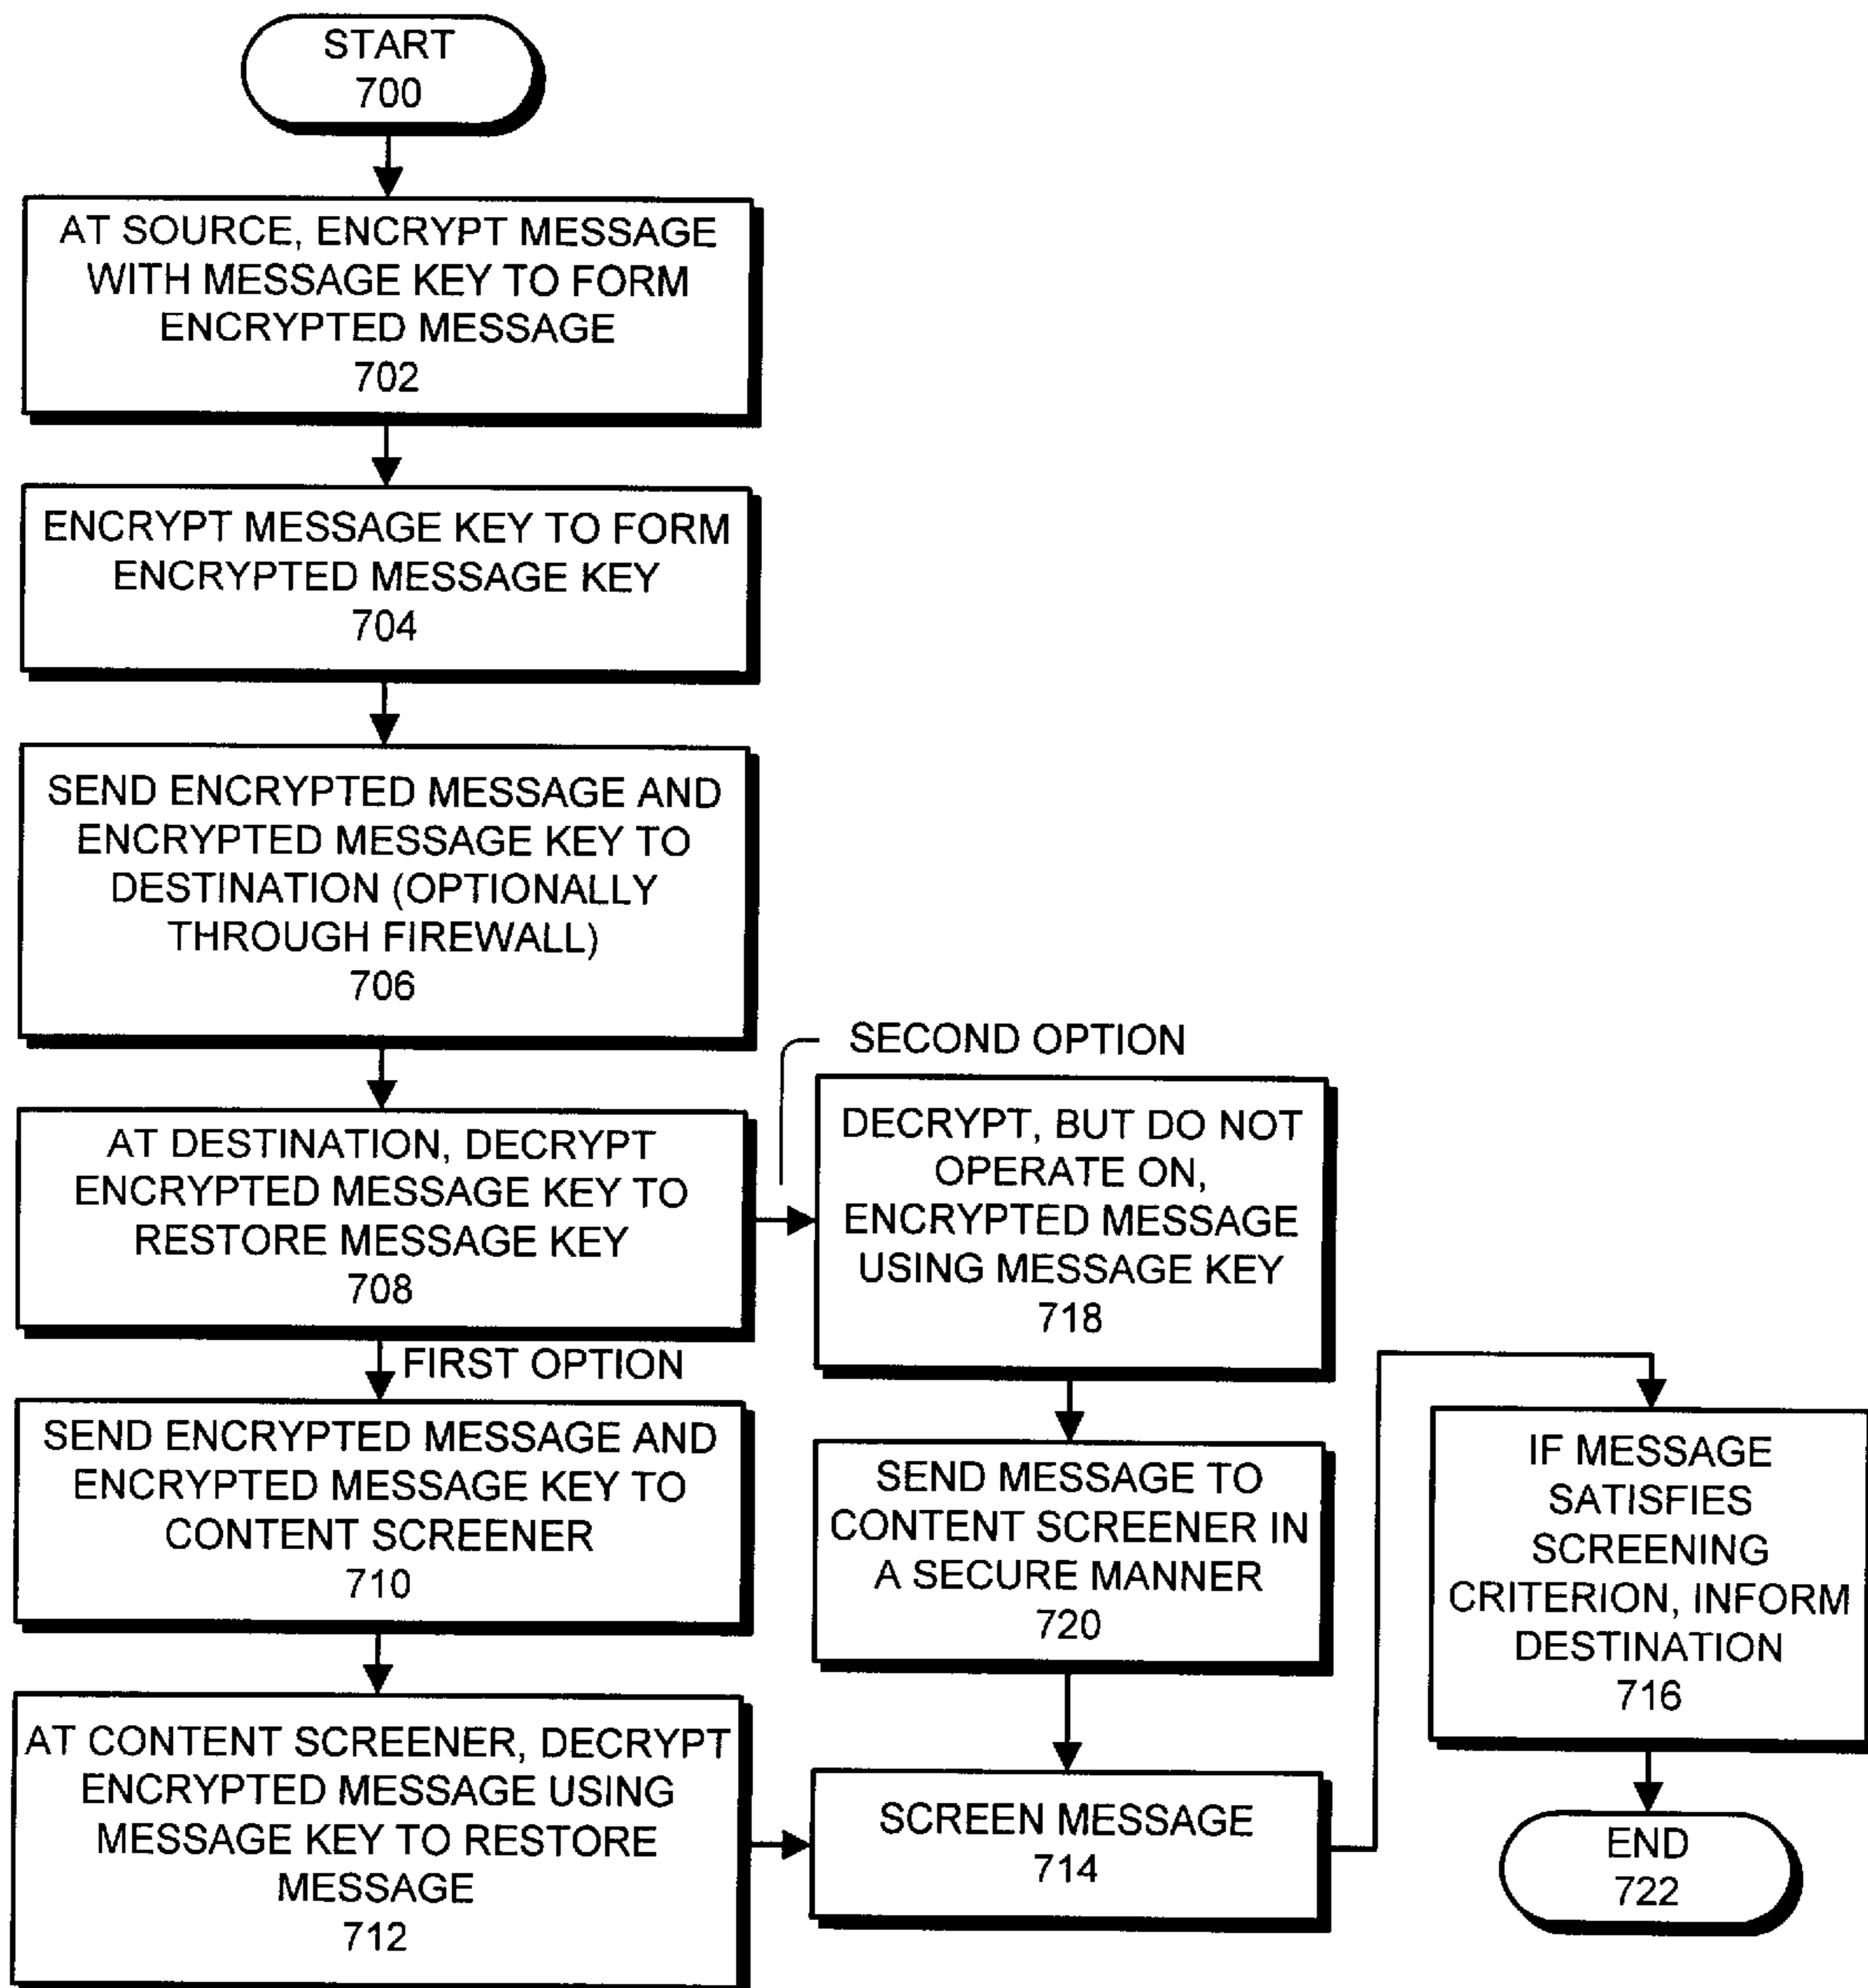 START
700
AT SOURCE, ENCRYPT MESSAGE
WITH MESSAGE KEY TO FORM
ENCRYPTED MESSAGE
702
ENCRYPT MESSAGE KEY TO FORM
ENCRYPTED MESSAGE KEY
704
SEND ENCRYPTED MESSAGE AND
ENCRYPTED MESSAGE KEY TO
DESTINATION (OPTIONALLY
THROUGH FIREWALL)
706
AT DESTINATION, DECRYPT
ENCRYPTED MESSAGE KEY TO
RESTORE MESSAGE KEY
708
FIRST OPTION
SEND ENCRYPTED MESSAGE AND
ENCRYPTED MESSAGE KEY TO
CONTENT SCREENER
710
AT CONTENT SCREENER, DECRYPT
ENCRYPTED MESSAGE USING
MESSAGE KEY TO RESTORE
MESSAGE
712
SECOND OPTION
DECRYPT, BUT DO NOT
OPERATE ON,
ENCRYPTED MESSAGE
USING MESSAGE KEY
718
SEND MESSAGE TO
CONTENT SCREENER IN
A SECURE MANNER
720
SCREEN MESSAGE
714
IF MESSAGE
SATISFIES
SCREENING
CRITERION, INFORM
DESTINATION
716
END
722